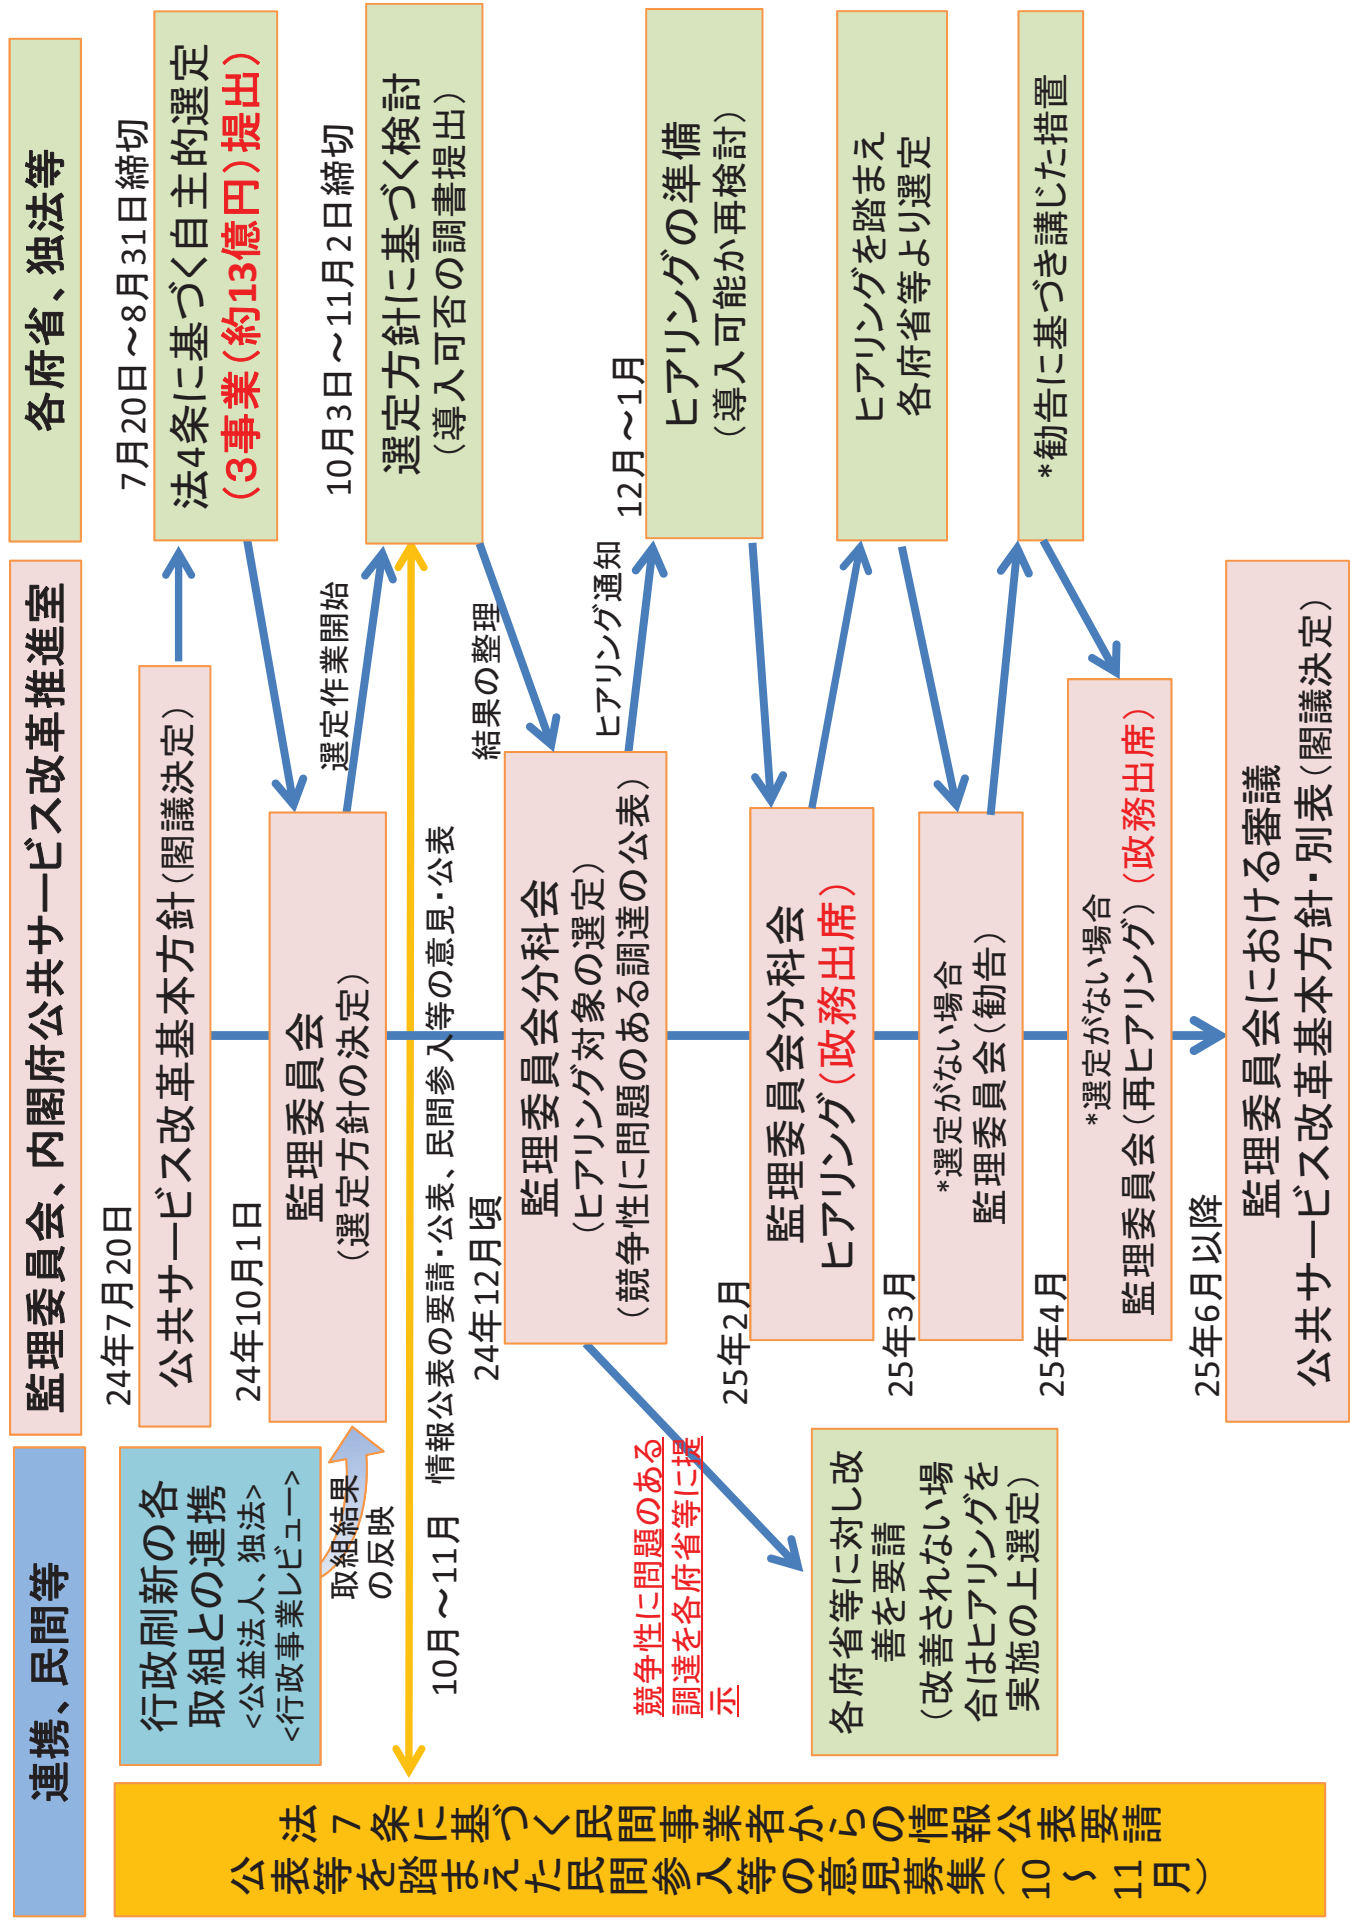 連携、民間等
監理委員会、内閣府公共サービス改革推進室
各府省、独法等
24年7月20日
公共サービス改革基本方針(閣議決定)
7月20日～8月31日締切
法4条に基づく自主的選定
(3事業(約13億円)提出)
行政刷新の各
取組との連携
<公益法人、独法>
<行政事業レビュー>
取組結果
の反映
24年10月1日
監理委員会
(選定方針の決定)
選定作業開始
10月3日～11月2日締切
選定方針に基づく検討
(導入可否の調書提出)
10月～11月 情報公表の要請・公表、民間参入等の意見・公表
結果の整理
24年12月頃
監理委員会分科会
(ヒアリング対象の選定)
(競争性に問題のある調達の公表)
ヒアリング通知
12月～1月
ヒアリングの準備
(導入可能か再検討)
競争性に問題のある
調達を各府省等に提
示
各府省等に対し改
善を要請
(改善されない場
合はヒアリングを
実施の上選定)
25年2月
監理委員会分科会
ヒアリング(政務出席)
ヒアリングを踏まえ
各府省等より選定
25年3月
*選定がない場合
監理委員会(勧告)
*勧告に基づき講じた措置
25年4月
*選定がない場合
監理委員会(再ヒアリング)(政務出席)
25年6月以降
監理委員会における審議
公共サービス改革基本方針・別表(閣議決定)
法7条に基づく民間事業者からの情報公表要請
公表等を踏まえた民間参入等の意見募集(10～11月)